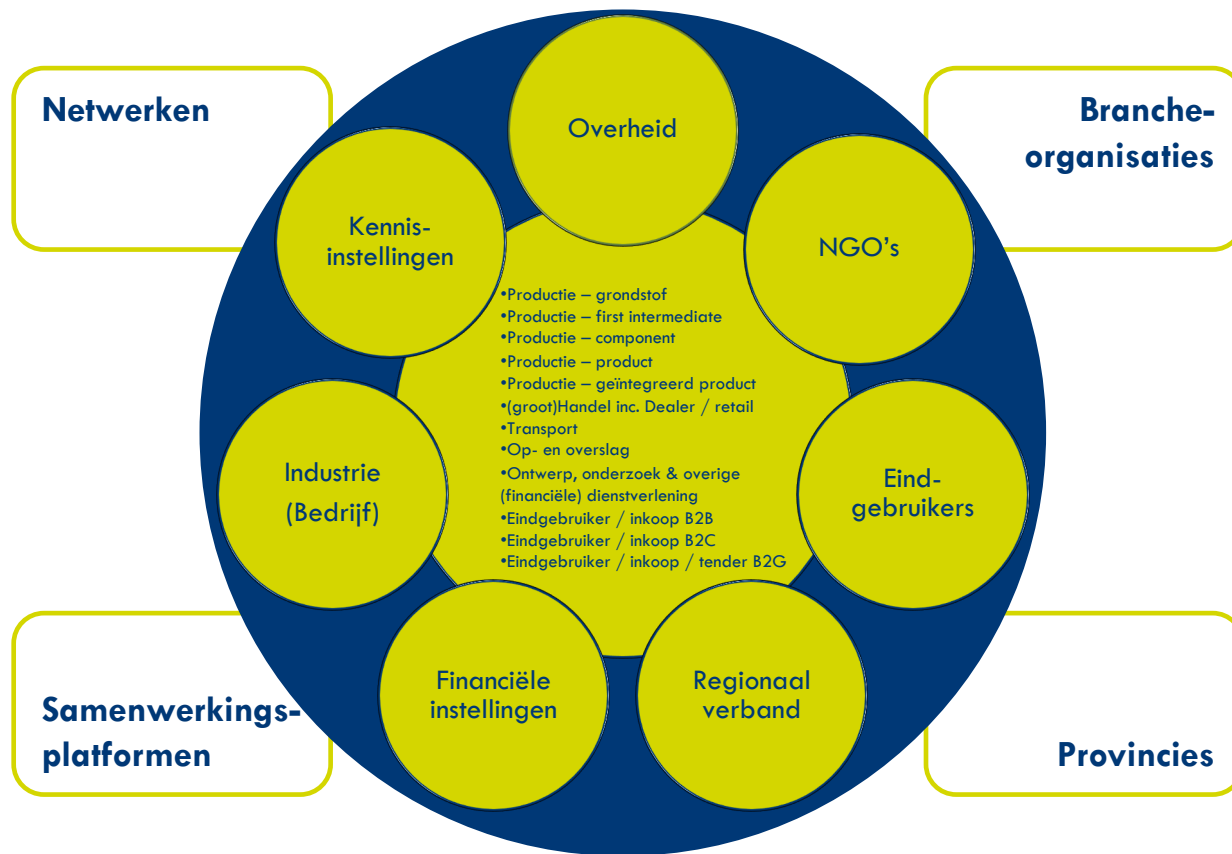 Netwerken
Branche-
organisaties
Overheid
Kennis-
instellingen
NGO's
•Productie – grondstof
•Productie – first intermediate
•Productie – component
•Productie – product
•Productie – geïntegreerd product
•(groot)Handel inc. Dealer / retail
•Transport
•Op- en overslag
•Ontwerp, onderzoek & overige
(financiële) dienstverlening
•Eindgebruiker / inkoop B2B
•Eindgebruiker / inkoop B2C
•Eindgebruiker / inkoop / tender B2G
Industrie
(Bedrijf)
Eind-
gebruikers
Financiële
instellingen
Regionaal
verband
Samenwerkings-
platformen
Provincies